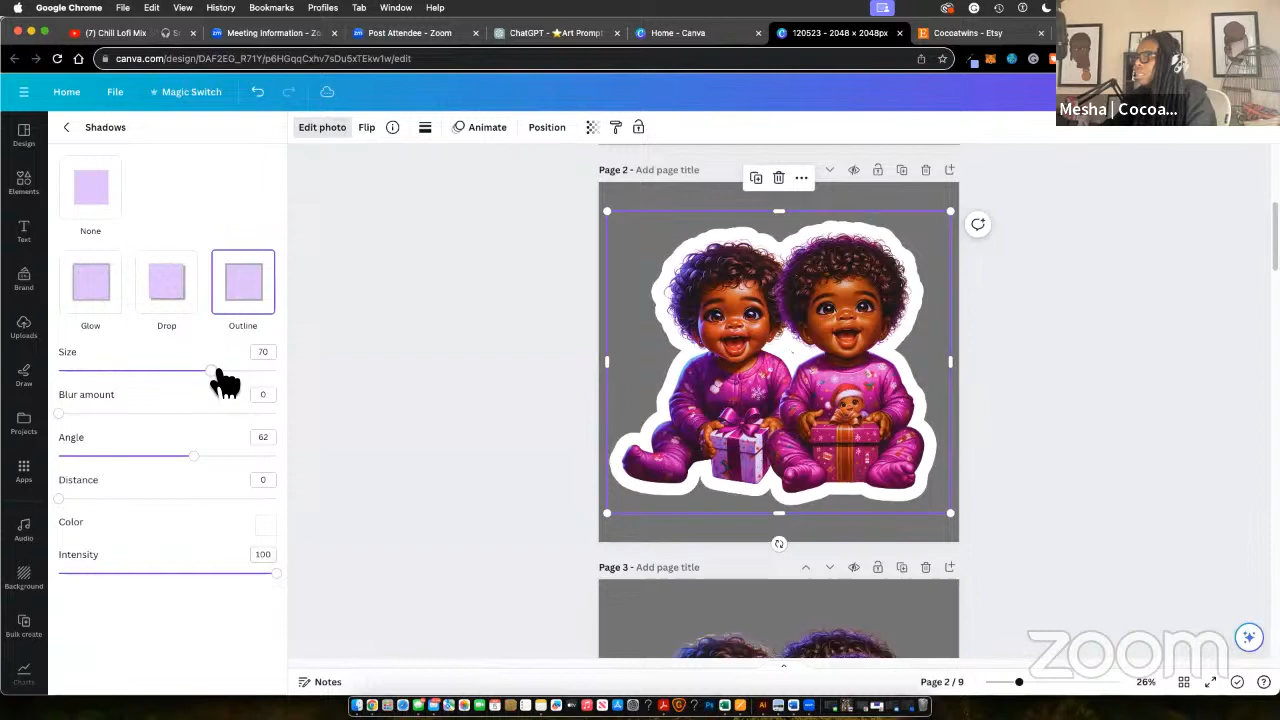 Google Chrome File Edit View History Bookmarks Profiles Tab Window Help
(7) Chill Lofi Mix
Meeting Information - Zo
Post Attendee - Zoom
ChatGPT - ⭐Art Prompt
Home - Canva
120523 - 2048 × 2048px
Cocoatwins - Etsy
canva.com/design/DAF2EG_R71Y/p6HGqqCxhv7sDu5xTEkw1w/edit
Mesha | Cocoa...
Home File Magic Switch
Design
Elements
Text
Brand
Uploads
Draw
Projects
Apps
Audio
Background
Bulk create
Charts
Shadows
None
Glow Drop Outline
Size 70
Blur amount 0
Angle 62
Distance 0
Color
Intensity 100
Edit photo Flip Animate Position
Page 2 - Add page title
Page 3 - Add page title
zoom
Notes
Page 2 / 9
26%